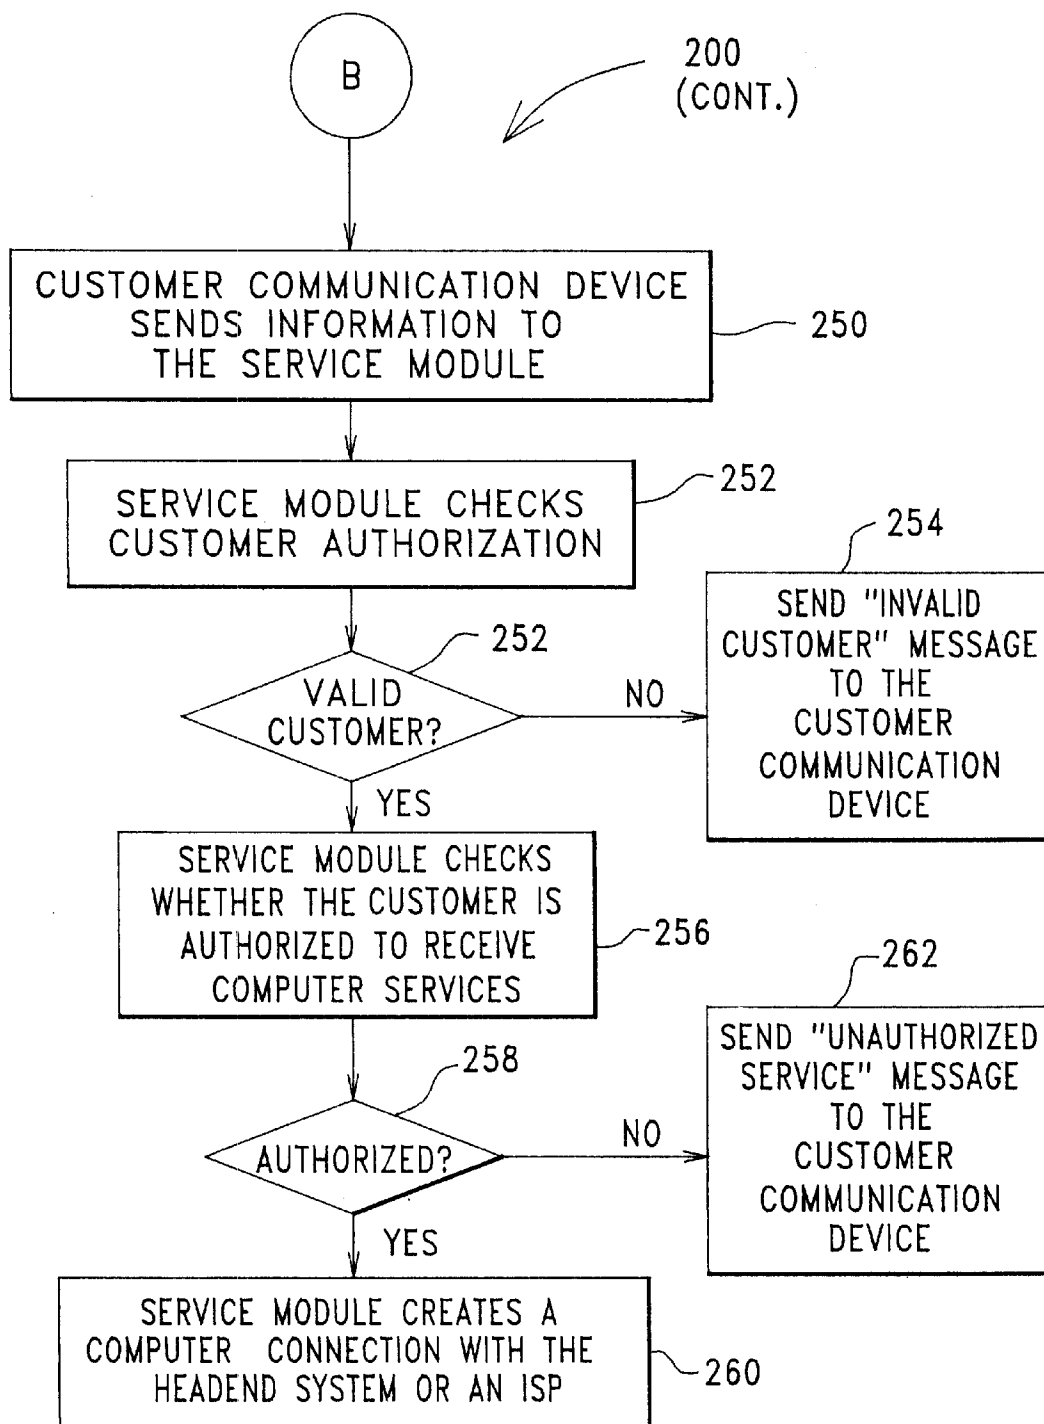 B
200
(CONT.)
CUSTOMER COMMUNICATION DEVICE
SENDS INFORMATION TO
THE SERVICE MODULE
250
SERVICE MODULE CHECKS
CUSTOMER AUTHORIZATION
252
254
SEND "INVALID
CUSTOMER" MESSAGE
TO THE
CUSTOMER
COMMUNICATION
DEVICE
252
VALID
CUSTOMER?
NO
YES
SERVICE MODULE CHECKS
WHETHER THE CUSTOMER IS
AUTHORIZED TO RECEIVE
COMPUTER SERVICES
256
262
SEND "UNAUTHORIZED
SERVICE" MESSAGE
TO THE
CUSTOMER
COMMUNICATION
DEVICE
258
AUTHORIZED?
NO
YES
SERVICE MODULE CREATES A
COMPUTER CONNECTION WITH THE
HEADEND SYSTEM OR AN ISP
260